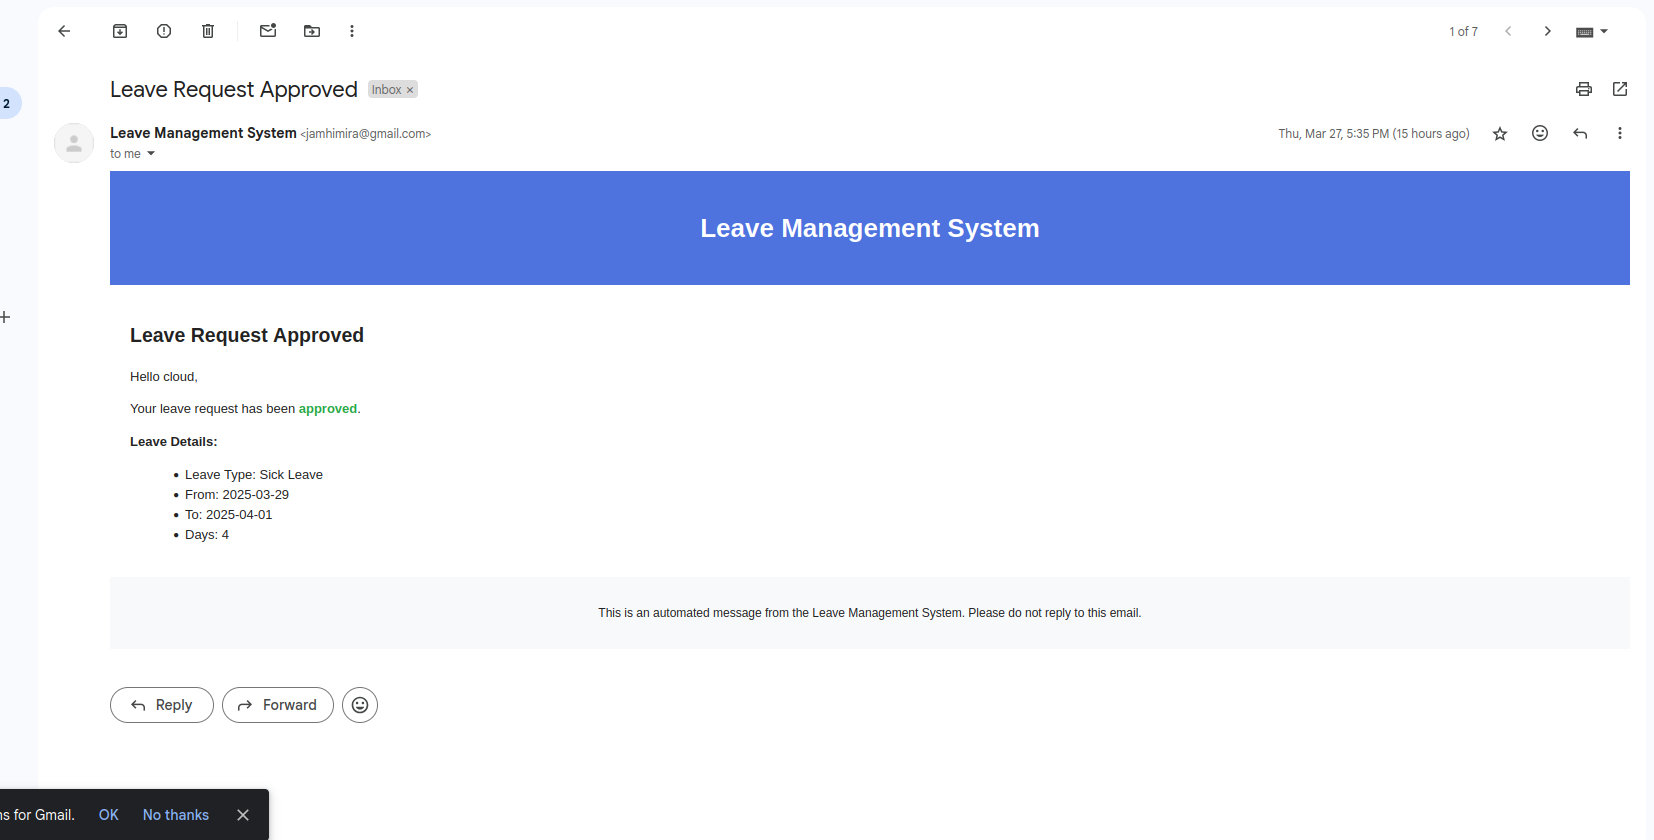 1 of 7
Leave Request Approved Inbox ×
2
Leave Management System <jamhimira@gmail.com>
Thu, Mar 27, 5:35 PM (15 hours ago)
to me
Leave Management System
Leave Request Approved
Hello cloud,
Your leave request has been approved.
Leave Details:
• Leave Type: Sick Leave
• From: 2025-03-29
• To: 2025-04-01
• Days: 4
This is an automated message from the Leave Management System. Please do not reply to this email.
Reply Forward
for Gmail. OK No thanks